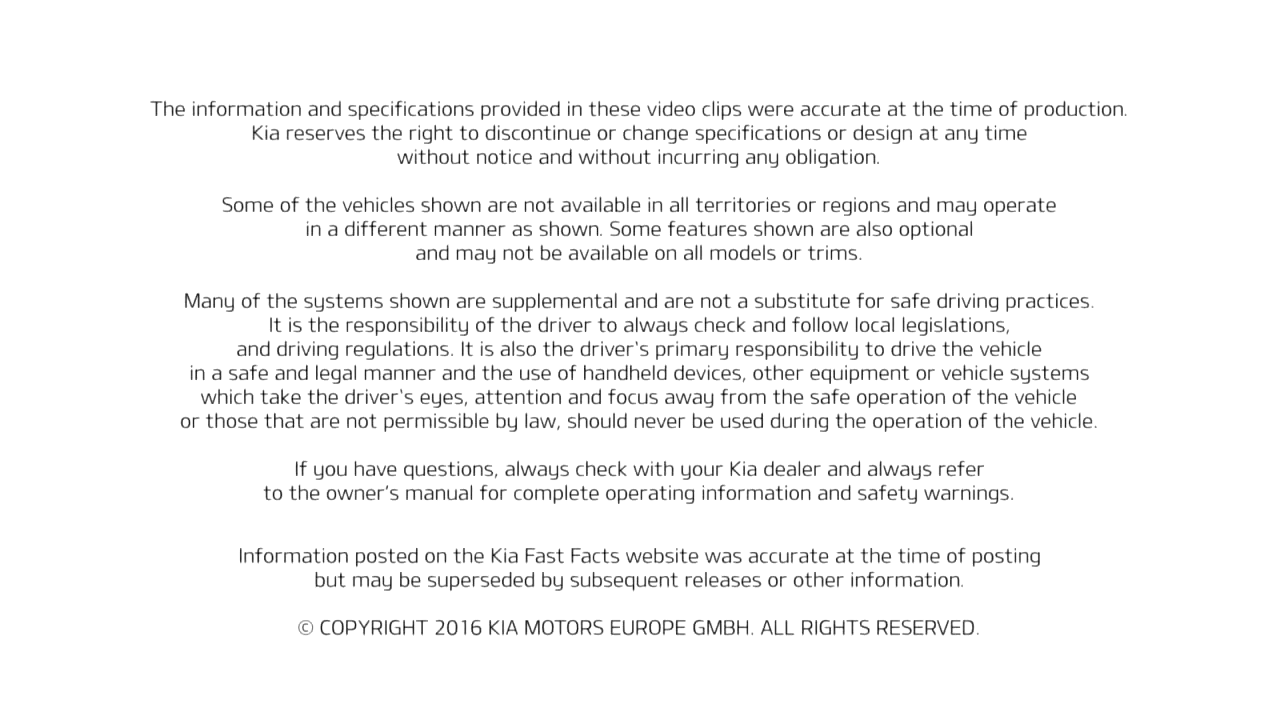 The information and specifications provided in these video clips were accurate at the time of production.
Kia reserves the right to discontinue or change specifications or design at any time
without notice and without incurring any obligation.
Some of the vehicles shown are not available in all territories or regions and may operate
in a different manner as shown. Some features shown are also optional
and may not be available on all models or trims.
Many of the systems shown are supplemental and are not a substitute for safe driving practices.
It is the responsibility of the driver to always check and follow local legislations,
and driving regulations. It is also the driver‛s primary responsibility to drive the vehicle
in a safe and legal manner and the use of handheld devices, other equipment or vehicle systems
which take the driver‛s eyes, attention and focus away from the safe operation of the vehicle
or those that are not permissible by law, should never be used during the operation of the vehicle.
If you have questions, always check with your Kia dealer and always refer
to the owner’s manual for complete operating information and safety warnings.
Information posted on the Kia Fast Facts website was accurate at the time of posting
but may be superseded by subsequent releases or other information.
© COPYRIGHT 2016 KIA MOTORS EUROPE GMBH. ALL RIGHTS RESERVED.